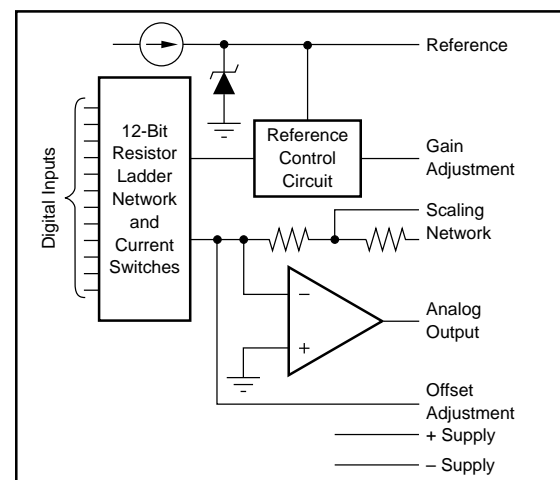 Reference
12-Bit
Resistor
Ladder
Network
and
Current
Switches
Digital Inputs
Reference
Control
Circuit
Gain
Adjustment
Scaling
Network
–
+
Analog
Output
Offset
Adjustment
+ Supply
– Supply